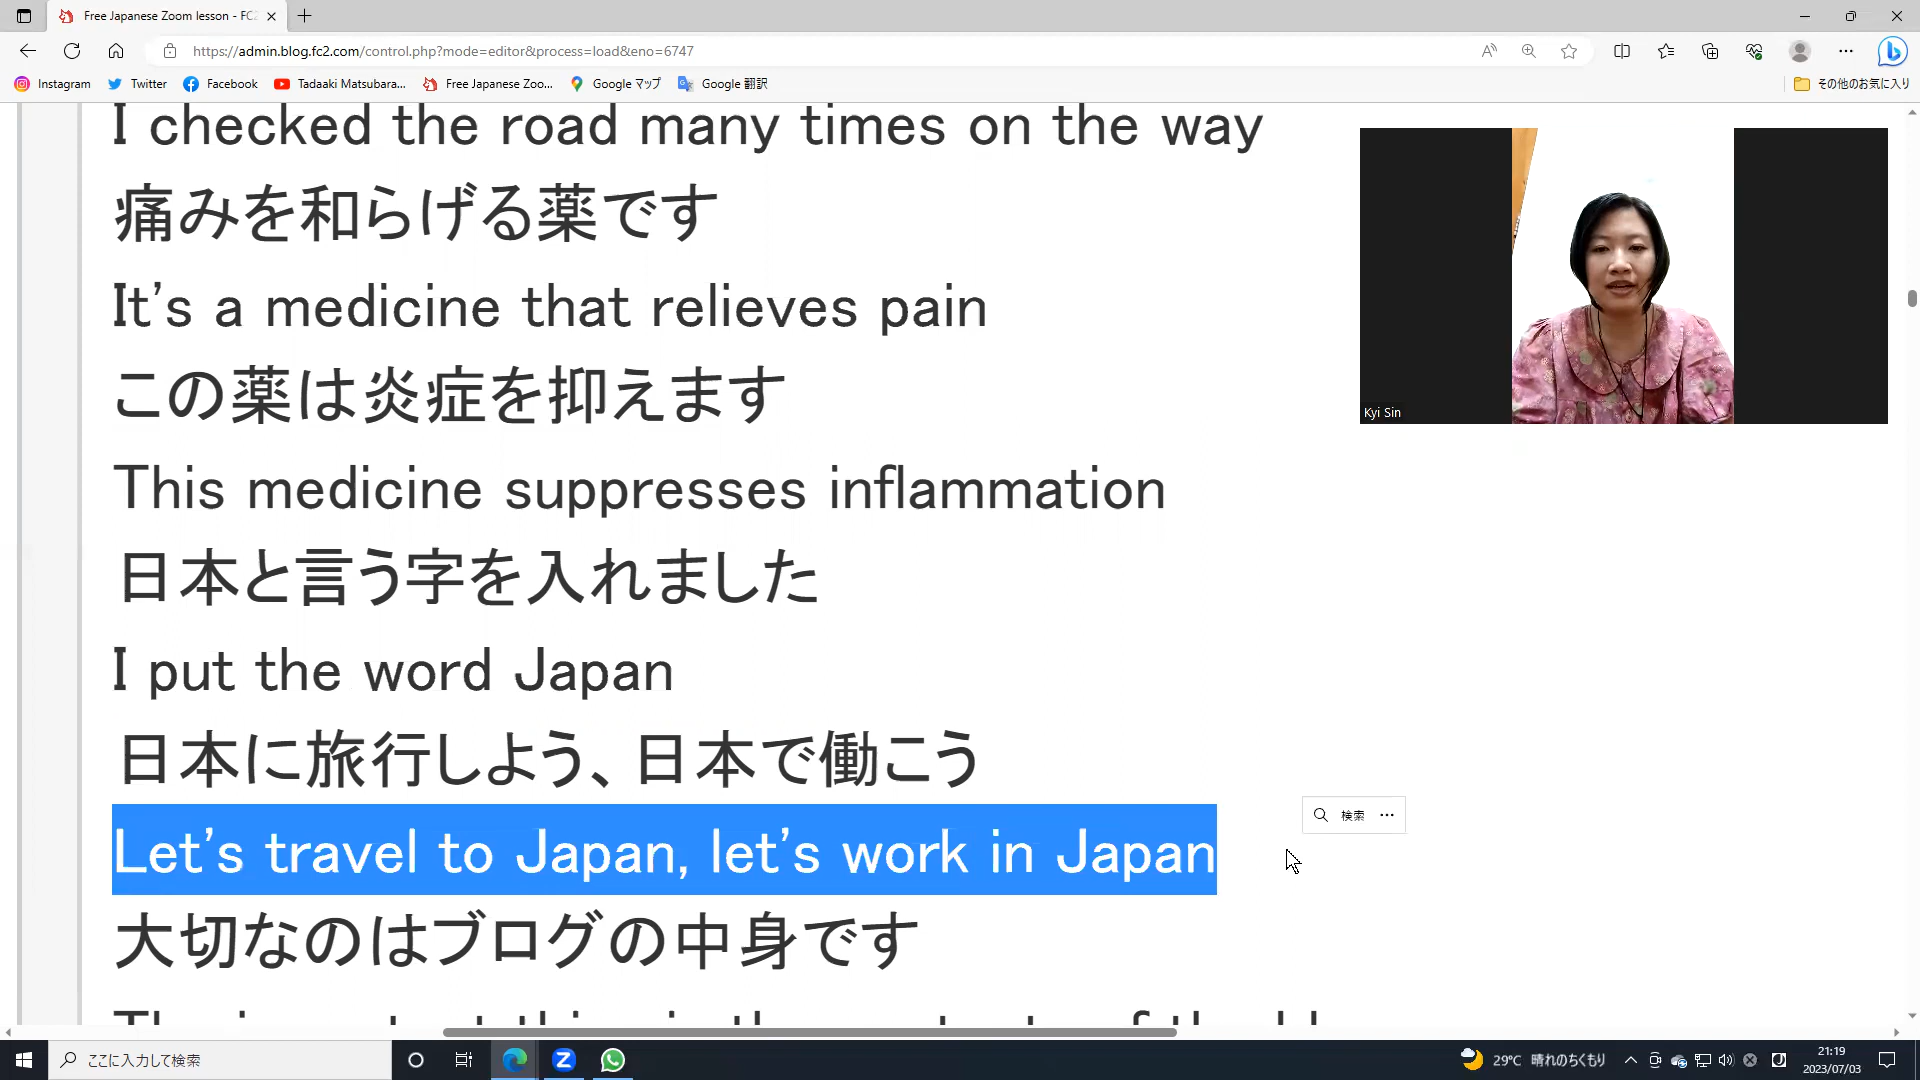 Free Japanese Zoom lesson - FC2
https://admin.blog.fc2.com/control.php?mode=editor&process=load&eno=6747
Instagram
Twitter
Facebook
Tadaaki Matsubara...
Free Japanese Zoo...
Google マップ
Google 翻訳
その他のお気に入り
I checked the road many times on the way
痛みを和らげる薬です
It's a medicine that relieves pain
この薬は炎症を抑えます
This medicine suppresses inflammation
日本と言う字を入れました
I put the word Japan
日本に旅行しよう、日本で働こう
Let's travel to Japan, let's work in Japan
検索
大切なのはブログの中身です
Kyi Sin
ここに入力して検索
29°C 晴れのちくもり
21:19
2023/07/03